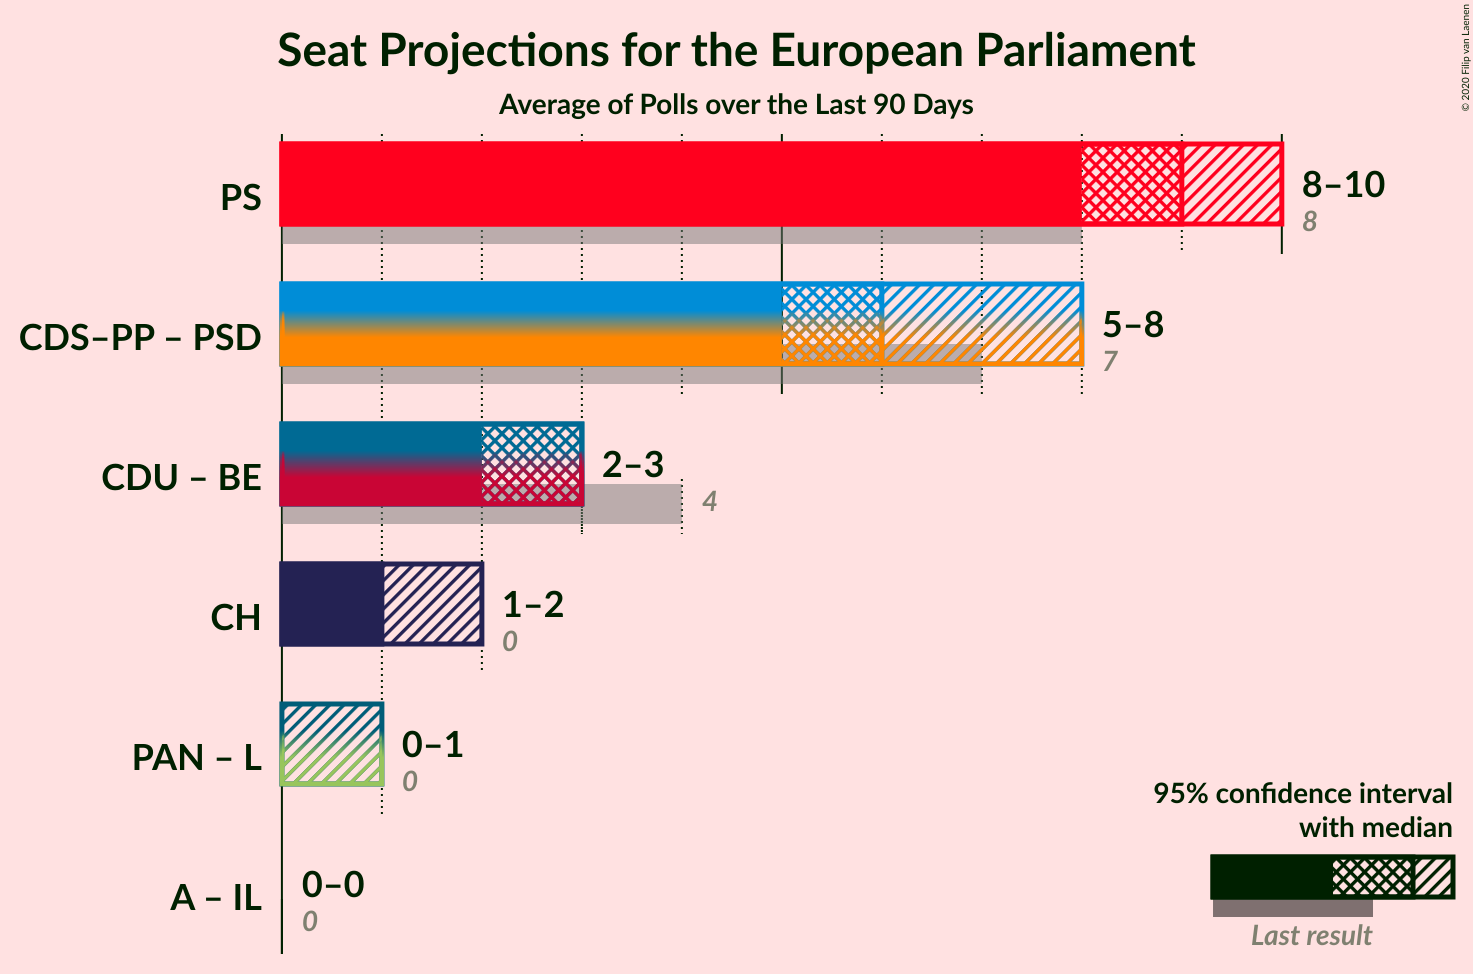 Seat Projections for the European Parliament
Average of Polls over the Last 90 Days
© 2020 Filip van Laenen
PS
8–10
8
CDS–PP – PSD
5–8
7
CDU – BE
2–3
4
CH
1–2
0
PAN – L
0–1
0
A – IL
0–0
0
95% confidence interval
with median
Last result